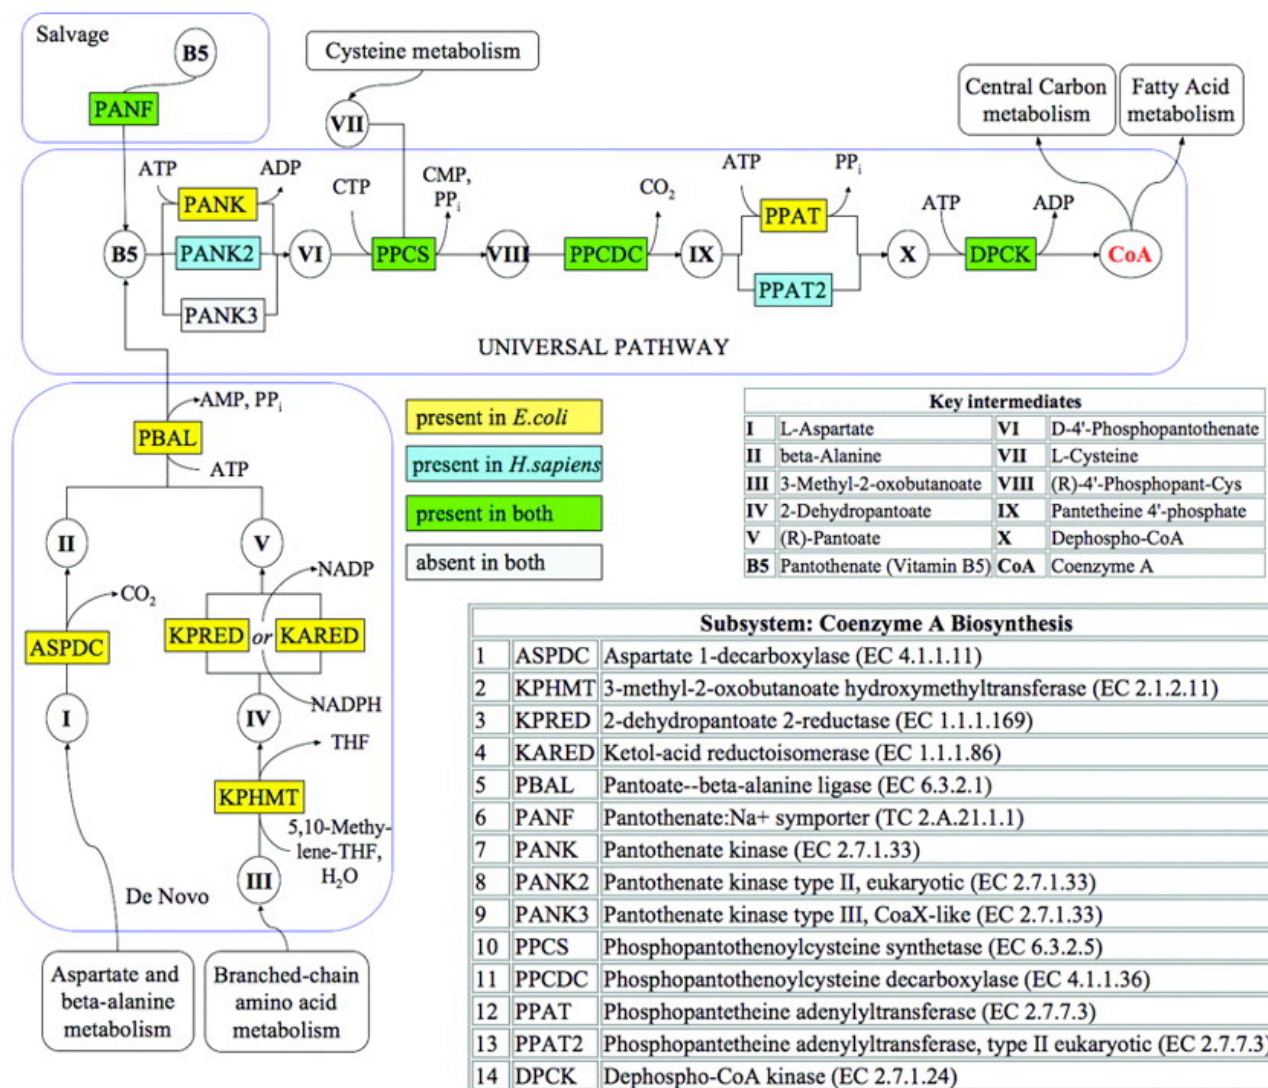 Salvage
B5
PANF
Cysteine metabolism
VII
Central Carbon
metabolism
Fatty Acid
metabolism
ATP
ADP
PANK
B5
PANK2
PANK3
VI
CTP
PPCS
CMP,
PPi
VIII
PPCDC
CO2
IX
ATP
PPi
PPAT
PPAT2
X
ATP
ADP
DPCK
CoA
UNIVERSAL PATHWAY
AMP, PPi
PBAL
ATP
II
V
CO2
NADP
ASPDC
KPRED or KARED
I
IV
NADPH
THF
KPHMT
5,10-Methy-
lene-THF,
H2O
III
De Novo
Aspartate and
beta-alanine
metabolism
Branched-chain
amino acid
metabolism
present in E.coli
present in H.sapiens
present in both
absent in both
Key intermediates
I L-Aspartate VI D-4'-Phosphopantothenate
II beta-Alanine VII L-Cysteine
III 3-Methyl-2-oxobutanoate VIII (R)-4'-Phosphopant-Cys
IV 2-Dehydropantoate IX Pantetheine 4'-phosphate
V (R)-Pantoate X Dephospho-CoA
B5 Pantothenate (Vitamin B5) CoA Coenzyme A
Subsystem: Coenzyme A Biosynthesis
1 ASPDC Aspartate 1-decarboxylase (EC 4.1.1.11)
2 KPHMT 3-methyl-2-oxobutanoate hydroxymethyltransferase (EC 2.1.2.11)
3 KPRED 2-dehydropantoate 2-reductase (EC 1.1.1.169)
4 KARED Ketol-acid reductoisomerase (EC 1.1.1.86)
5 PBAL Pantoate--beta-alanine ligase (EC 6.3.2.1)
6 PANF Pantothenate:Na+ symporter (TC 2.A.21.1.1)
7 PANK Pantothenate kinase (EC 2.7.1.33)
8 PANK2 Pantothenate kinase type II, eukaryotic (EC 2.7.1.33)
9 PANK3 Pantothenate kinase type III, CoaX-like (EC 2.7.1.33)
10 PPCS Phosphopantothenoylcysteine synthetase (EC 6.3.2.5)
11 PPCDC Phosphopantothenoylcysteine decarboxylase (EC 4.1.1.36)
12 PPAT Phosphopantetheine adenylyltransferase (EC 2.7.7.3)
13 PPAT2 Phosphopantetheine adenylyltransferase, type II eukaryotic (EC 2.7.7.3)
14 DPCK Dephospho-CoA kinase (EC 2.7.1.24)